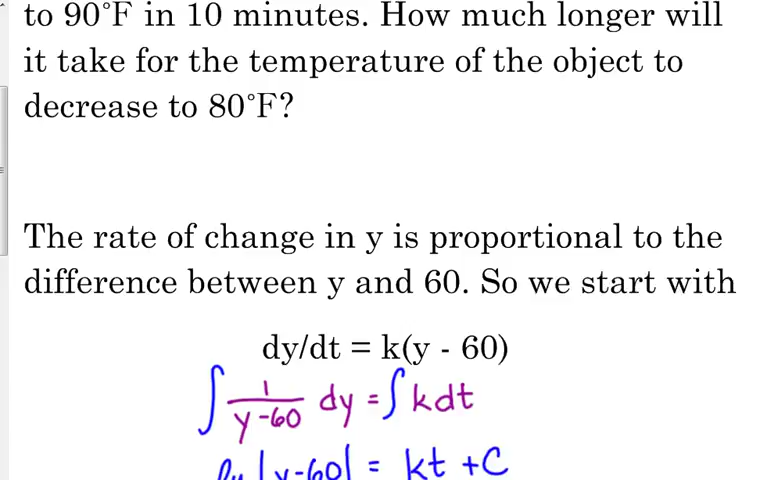 to 90°F in 10 minutes. How much longer will
it take for the temperature of the object to
decrease to 80°F?
The rate of change in y is proportional to the
difference between y and 60. So we start with
dy/dt = k(y - 60)
∫ 1/(y-60) dy = ∫ k dt
ln |y-60| = kt + C